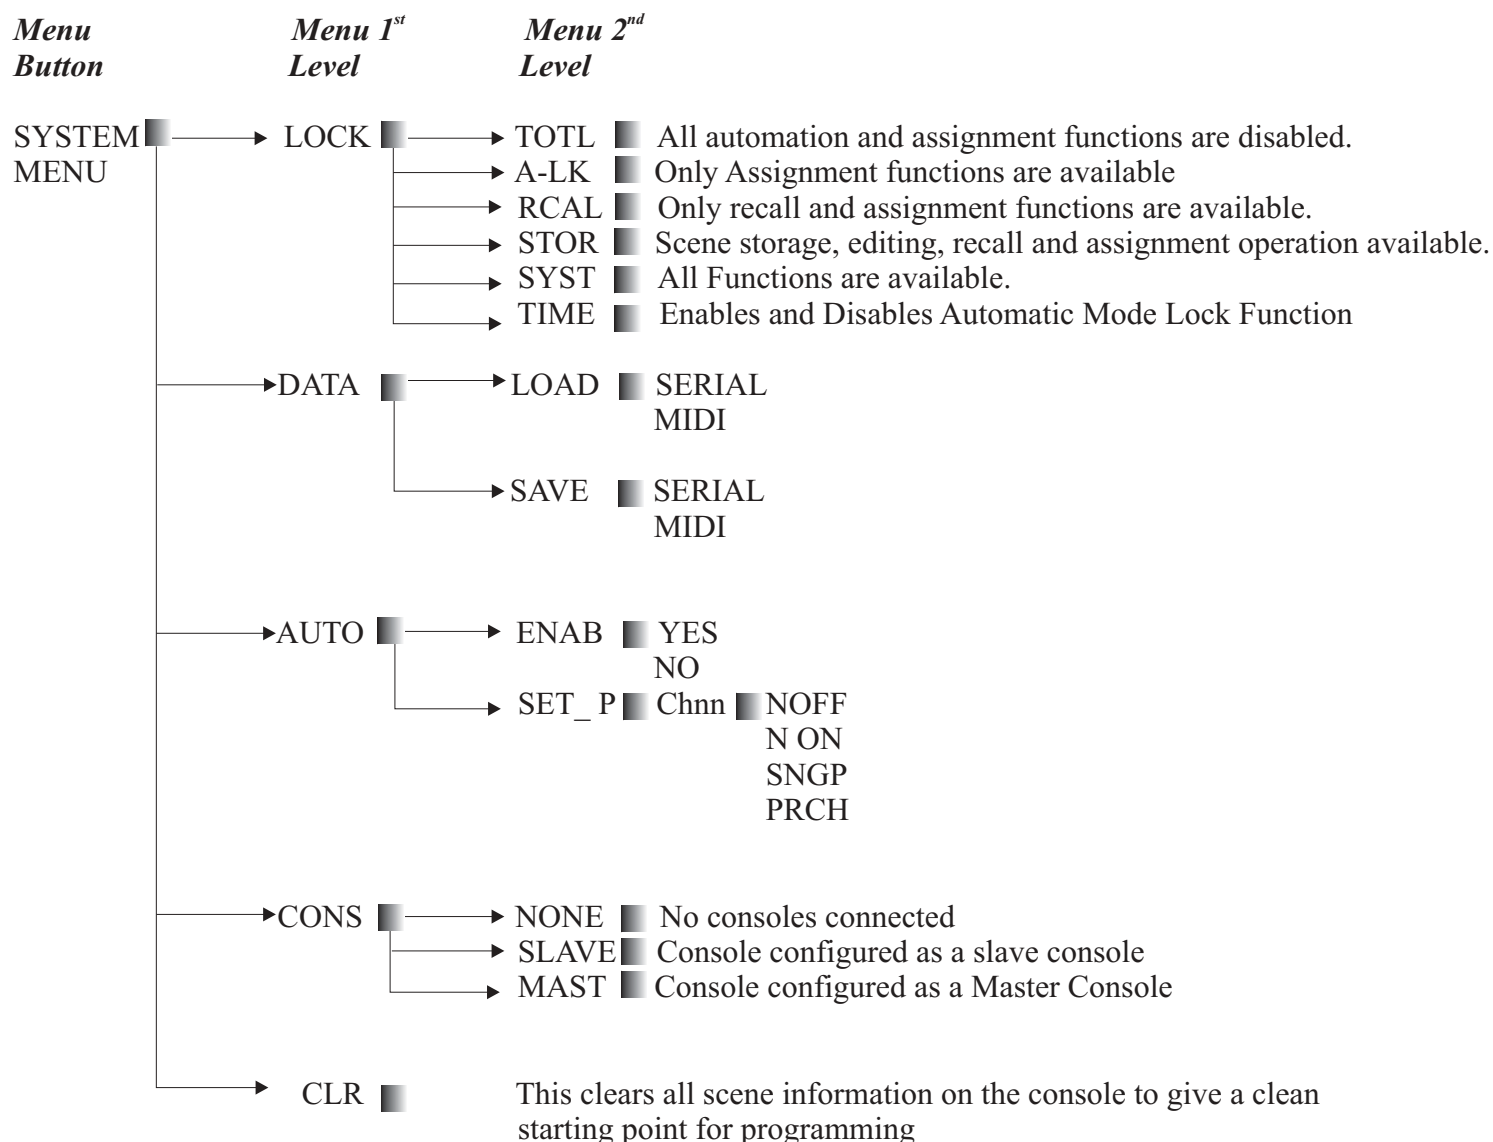 Menu Button Menu 1st Level Menu 2nd Level
SYSTEM MENU
LOCK
TOTL All automation and assignment functions are disabled.
A-LK Only Assignment functions are available
RCAL Only recall and assignment functions are available.
STOR Scene storage, editing, recall and assignment operation available.
SYST All Functions are available.
TIME Enables and Disables Automatic Mode Lock Function
DATA
LOAD SERIAL
MIDI
SAVE SERIAL
MIDI
AUTO
ENAB YES
NO
SET_ P Chnn NOFF
N ON
SNGP
PRCH
CONS
NONE No consoles connected
SLAVE Console configured as a slave console
MAST Console configured as a Master Console
CLR This clears all scene information on the console to give a clean
starting point for programming